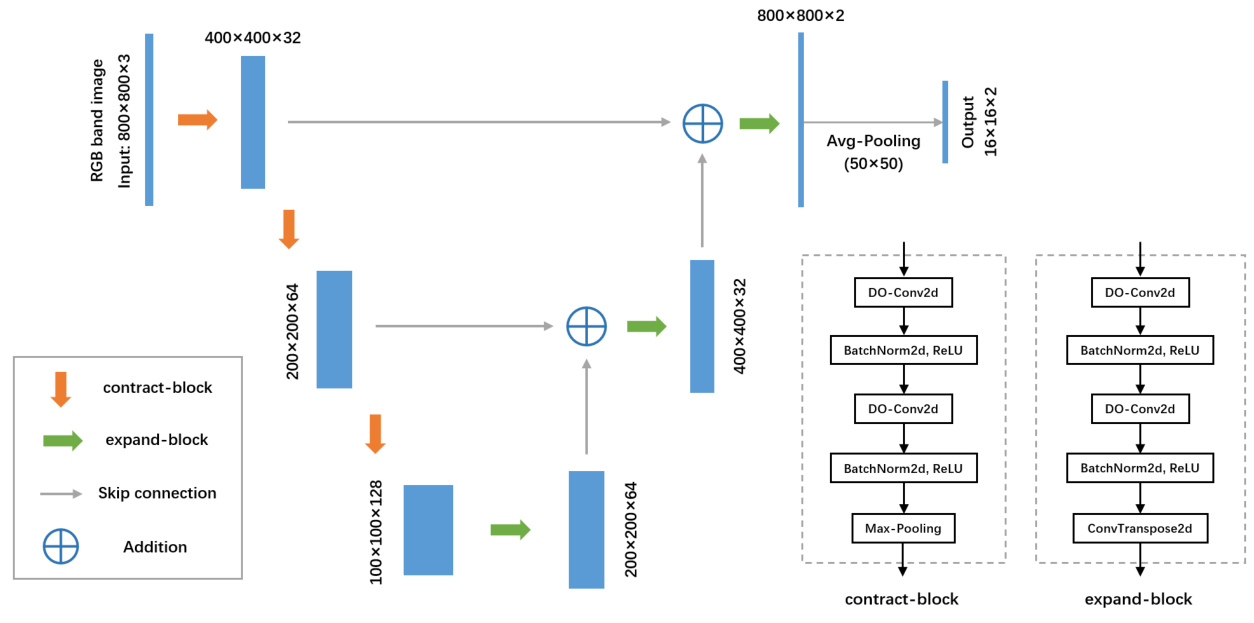 RGB band image
Input: 800×800×3
400×400×32
800×800×2
Avg-Pooling
(50×50)
Output
16×16×2
200×200×64
400×400×32
100×100×128
200×200×64
contract-block
expand-block
Skip connection
Addition
DO-Conv2d
BatchNorm2d, ReLU
DO-Conv2d
BatchNorm2d, ReLU
Max-Pooling
contract-block
DO-Conv2d
BatchNorm2d, ReLU
DO-Conv2d
BatchNorm2d, ReLU
ConvTranspose2d
expand-block